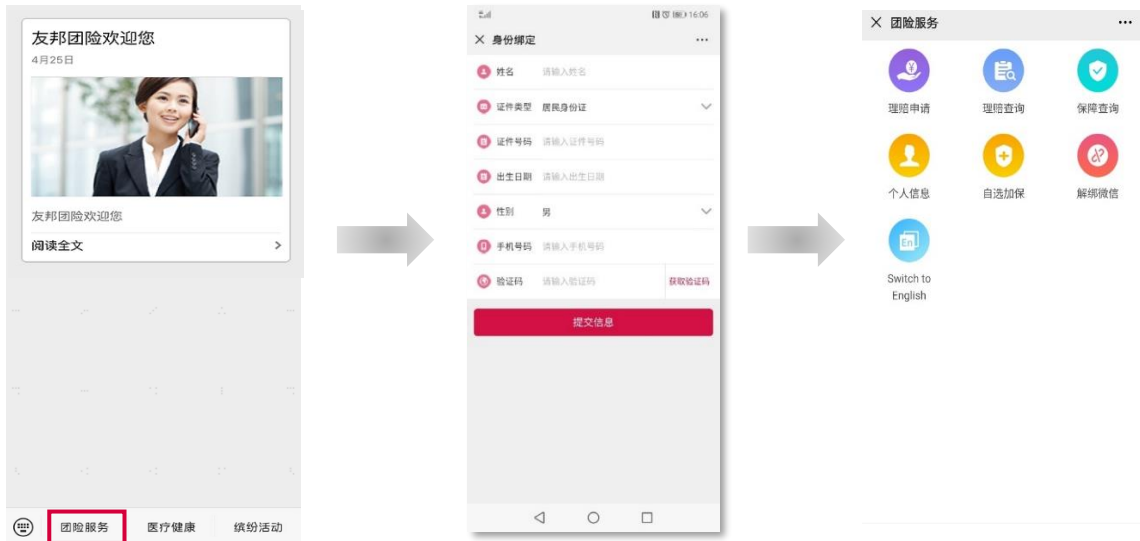 友邦团险欢迎您
4月25日
友邦团险欢迎您
阅读全文
团险服务
医疗健康
缤纷活动
16:06
身份绑定
姓名 请输入姓名
证件类型 居民身份证
证件号码 请输入证件号码
出生日期 请输入出生日期
性别 男
手机号码 请输入手机号码
验证码 请输入验证码 获取验证码
提交信息
团险服务
理赔申请 理赔查询 保障查询
个人信息 自选加保 解绑微信
En
Switch to
English